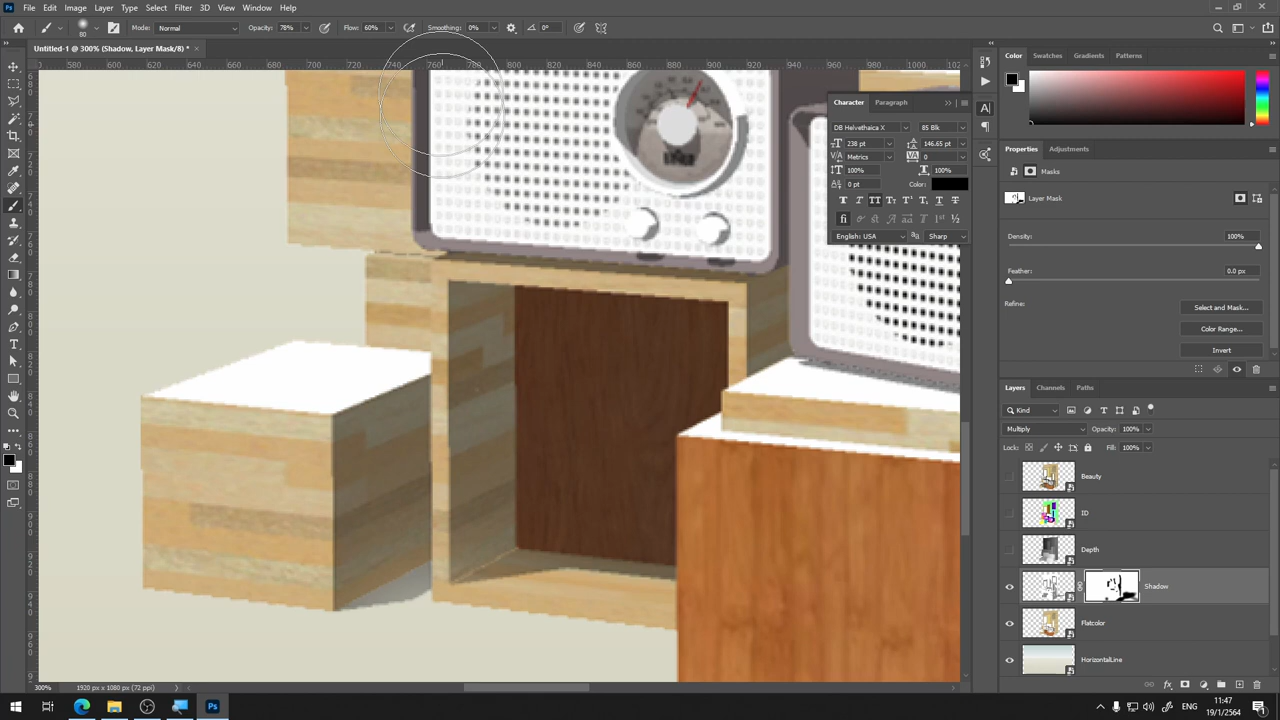 File Edit Image Layer Type Select Filter 3D View Window Help
80 Mode: Normal Opacity: 78% Flow: 60% Smoothing: 0% 0°
Untitled-1 @ 300% (Shadow, Layer Mask/8) *
580 600 620 640 660 680 700 720 740 760 780 800 820 840 860 880 900 920 940 960 980 1000
Color Swatches Gradients Patterns
Character Paragraph
DB Helvethaica X 85 Blk
238 pt 146.65 pt
Metrics 0
100% 100%
0 pt Color:
English: USA Sharp
Properties Adjustments
Masks
Layer Mask
Density: 100%
Feather: 0.0 px
Refine: Select and Mask...
Color Range...
Invert
Layers Channels Paths
Kind
Multiply Opacity: 100%
Lock: Fill: 100%
Beauty
ID
Depth
Shadow
Flatcolor
HorizontalLine
300% 1920 px x 1080 px (72 ppi)
11:47
19/1/2564